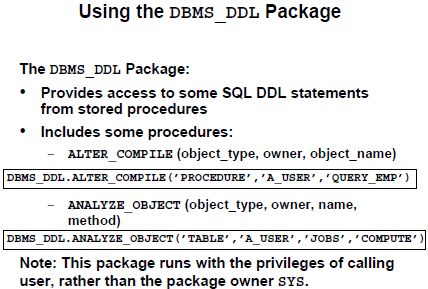 Using the DBMS_DDL Package
The DBMS_DDL Package:
• Provides access to some SQL DDL statements
from stored procedures
• Includes some procedures:
– ALTER_COMPILE (object_type, owner, object_name)
DBMS_DDL.ALTER_COMPILE('PROCEDURE','A_USER','QUERY_EMP')
– ANALYZE_OBJECT (object_type, owner, name,
method)
DBMS_DDL.ANALYZE_OBJECT('TABLE','A_USER','JOBS','COMPUTE')
Note: This package runs with the privileges of calling
user, rather than the package owner SYS.